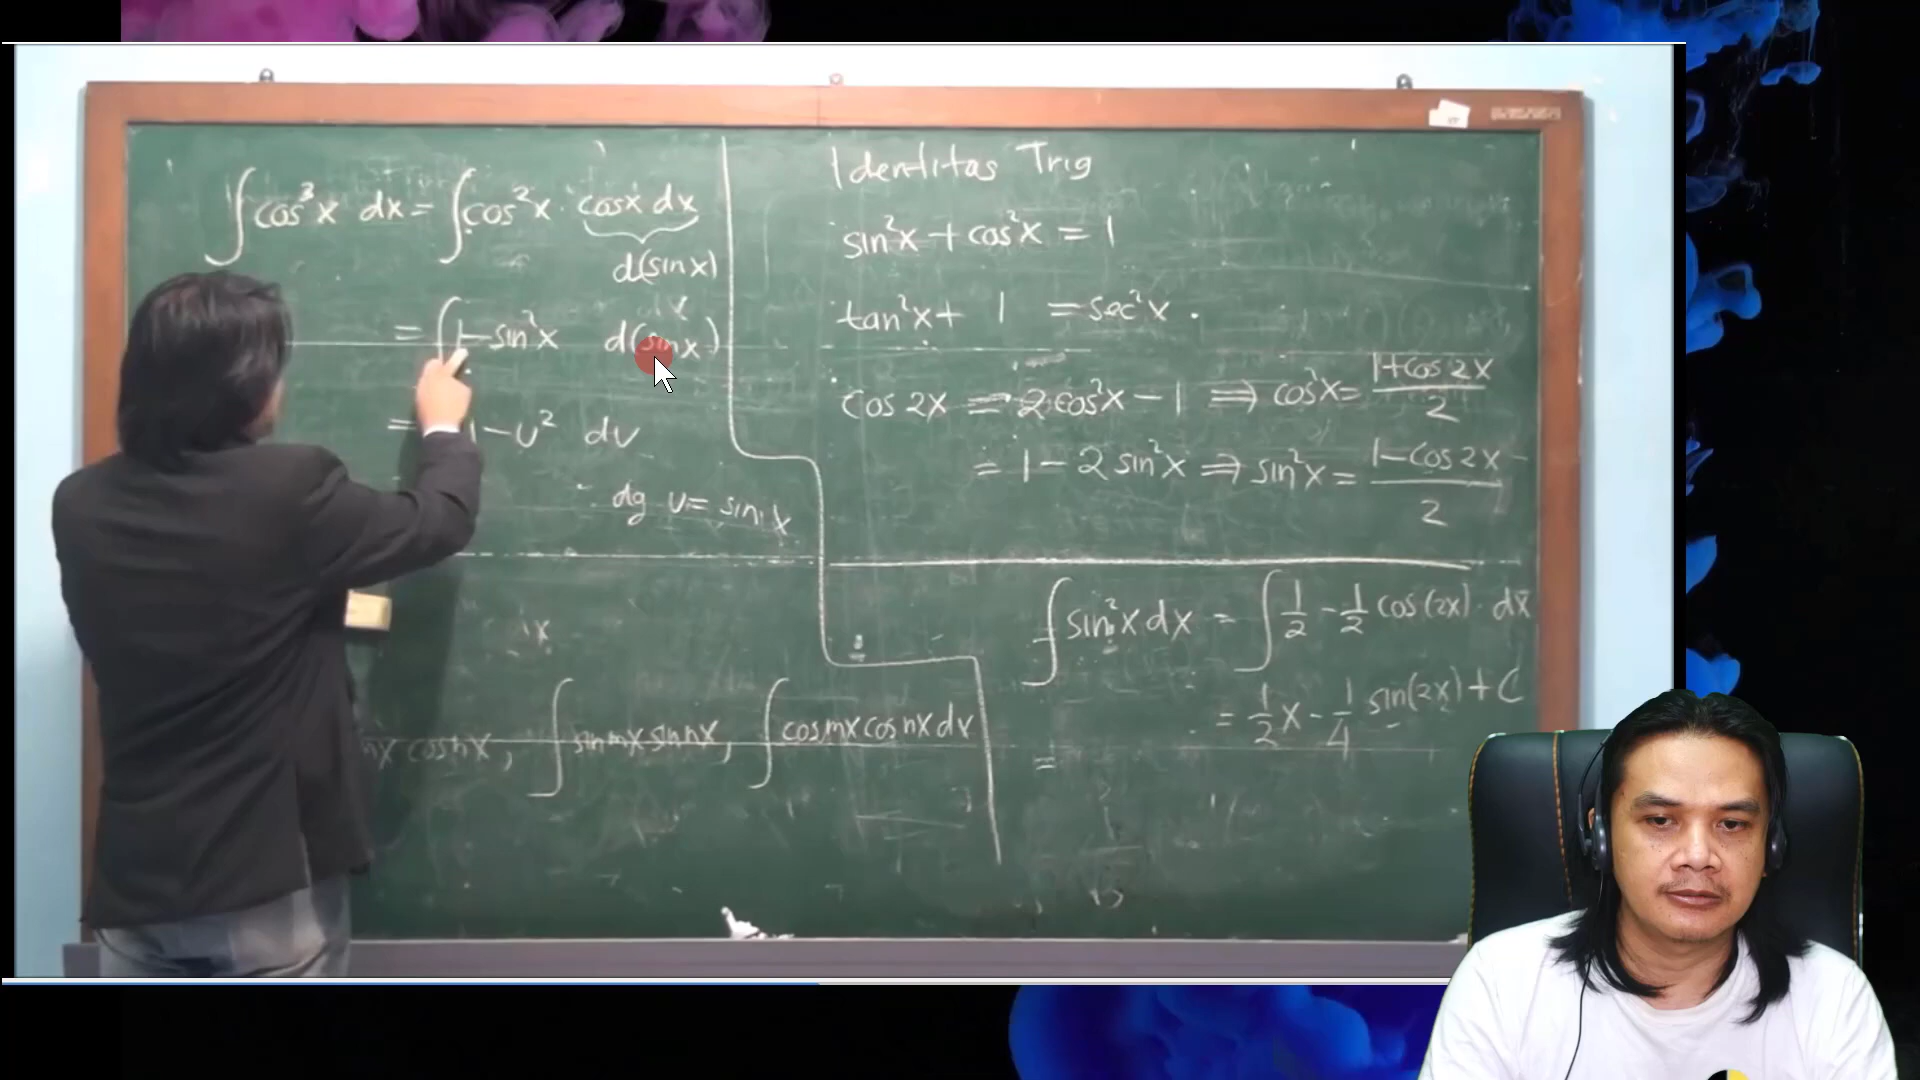 ∫cos³x dx = ∫cos²x · cosx dx
d(sinx)
= ∫1-sin²x d(sinx)
= 1-u² du
dg u= sin x
nx cosnx, ∫sinmx sinnx, ∫cosmx cosnx dx
Identitas Trig
sin²x + cos²x = 1
tan²x + 1 = sec²x .
cos 2x = 2cos²x - 1 ⇒ cos²x = 1+cos 2x / 2
= 1 - 2 sin²x ⇒ sin²x = 1-cos 2x / 2
∫sin²x dx = ∫ 1/2 - 1/2 cos(2x) · dx
= 1/2 x - 1/4 sin(2x) + C
=